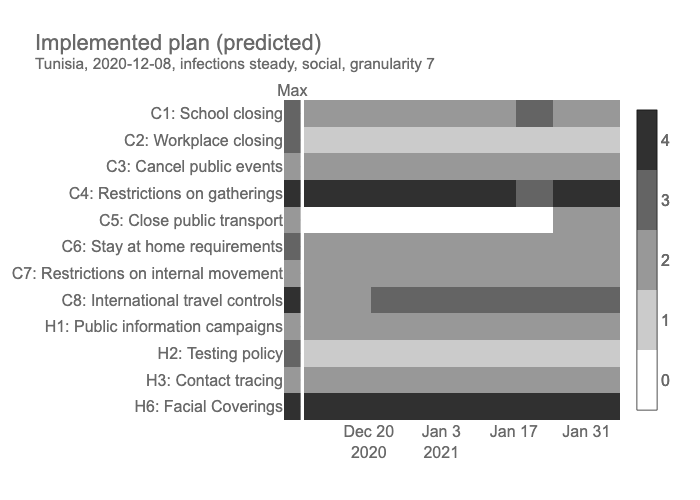 Implemented plan (predicted)
Tunisia, 2020-12-08, infections steady, social, granularity 7
Max
C1: School closing
C2: Workplace closing
C3: Cancel public events
C4: Restrictions on gatherings
C5: Close public transport
C6: Stay at home requirements
C7: Restrictions on internal movement
C8: International travel controls
H1: Public information campaigns
H2: Testing policy
H3: Contact tracing
H6: Facial Coverings
4
3
2
1
0
Dec 20 Jan 3 Jan 17 Jan 31
2020 2021